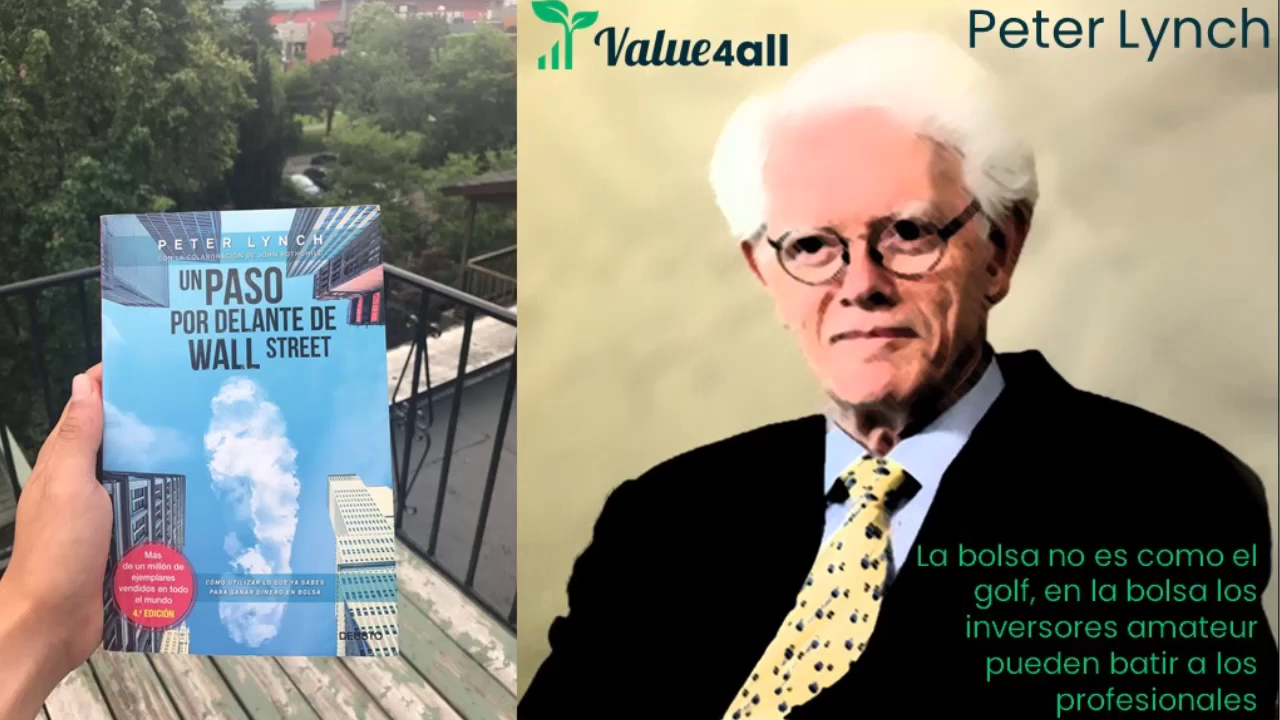 PETER LYNCH
CON LA COLABORACIÓN DE JOHN ROTHCHILD
UN PASO
POR DELANTE DE
WALL STREET
Más
de un millón de
ejemplares
vendidos en todo
el mundo
4.ª EDICIÓN
CÓMO UTILIZAR LO QUE YA SABES
PARA GANAR DINERO EN BOLSA
DEUSTO
Value4all
Peter Lynch
La bolsa no es como el
golf, en la bolsa los
inversores amateur
pueden batir a los
profesionales